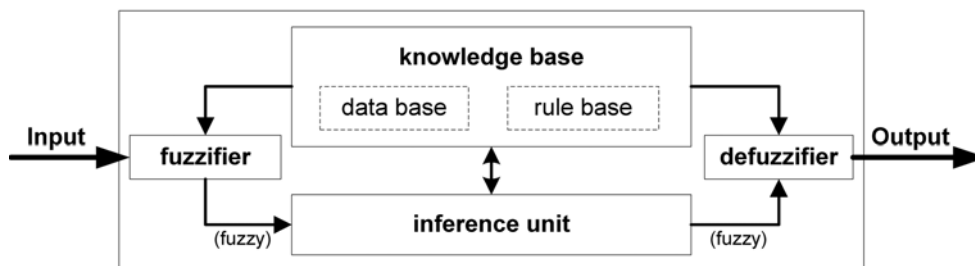 knowledge base
data base
rule base
Input
fuzzifier
defuzzifier
Output
(fuzzy)
inference unit
(fuzzy)